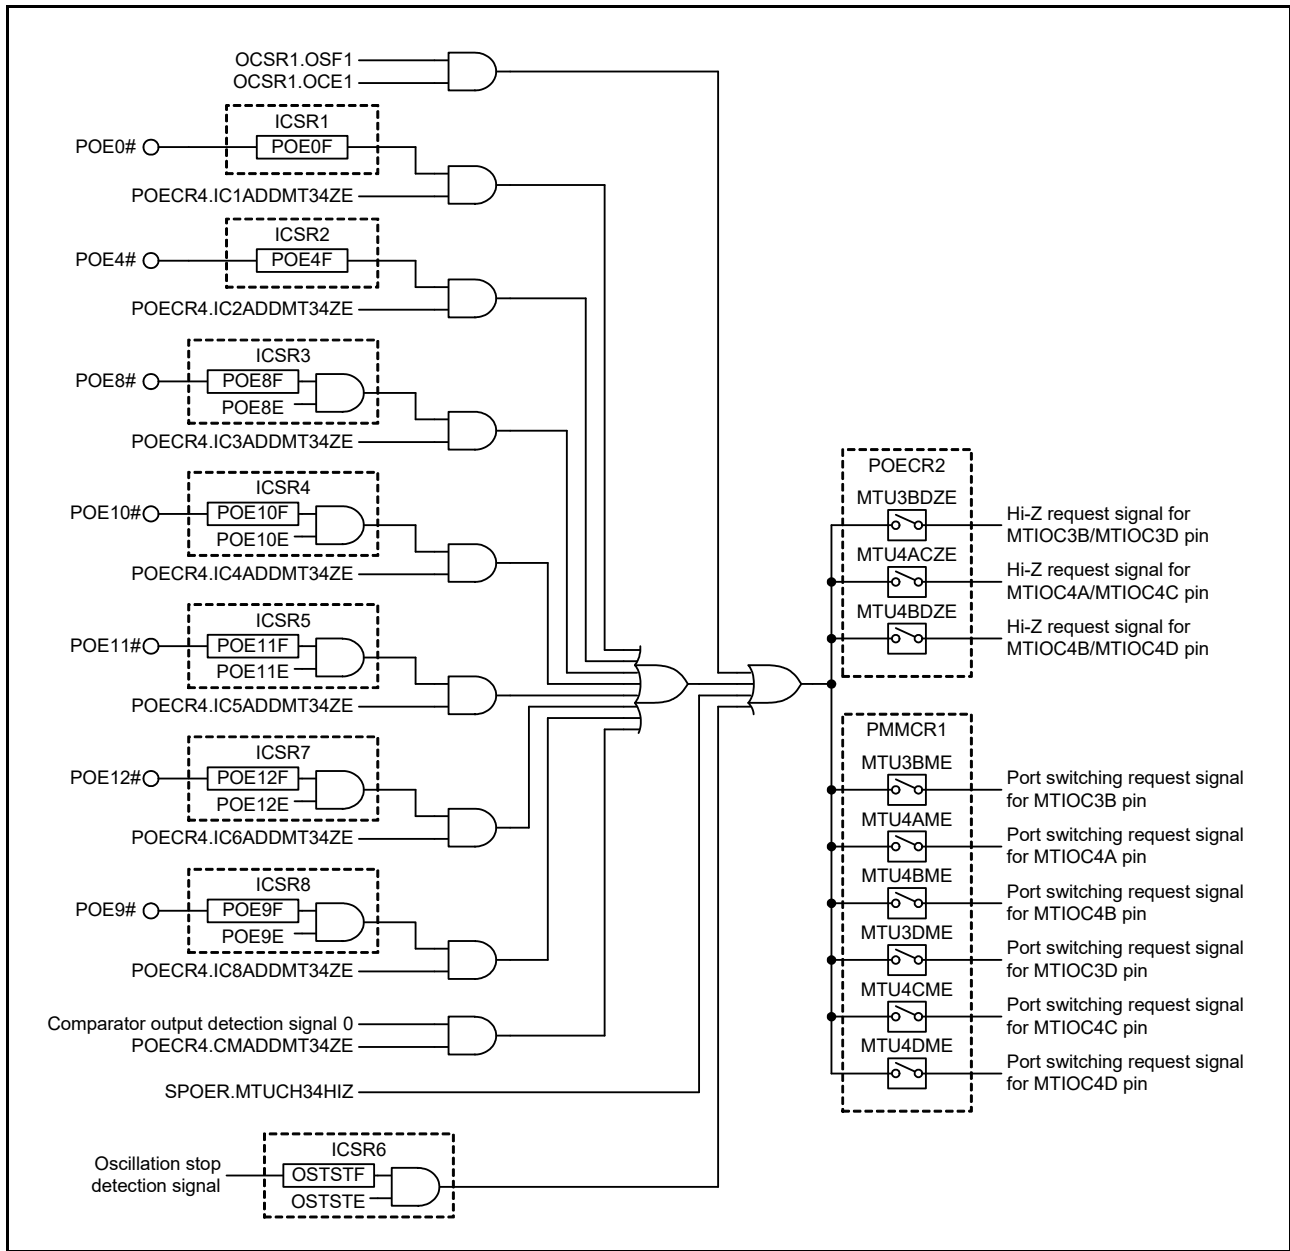 OCSR1.OSF1
OCSR1.OCE1
ICSR1
POE0#
POE0F
POECR4.IC1ADDMT34ZE
ICSR2
POE4#
POE4F
POECR4.IC2ADDMT34ZE
ICSR3
POE8#
POE8F
POE8E
POECR4.IC3ADDMT34ZE
ICSR4
POE10#
POE10F
POE10E
POECR4.IC4ADDMT34ZE
ICSR5
POE11#
POE11F
POE11E
POECR4.IC5ADDMT34ZE
ICSR7
POE12#
POE12F
POE12E
POECR4.IC6ADDMT34ZE
ICSR8
POE9#
POE9F
POE9E
POECR4.IC8ADDMT34ZE
Comparator output detection signal 0
POECR4.CMADDMT34ZE
SPOER.MTUCH34HIZ
ICSR6
Oscillation stop
detection signal
OSTSTF
OSTSTE
POECR2
MTU3BDZE
Hi-Z request signal for
MTIOC3B/MTIOC3D pin
MTU4ACZE
Hi-Z request signal for
MTIOC4A/MTIOC4C pin
MTU4BDZE
Hi-Z request signal for
MTIOC4B/MTIOC4D pin
PMMCR1
MTU3BME
Port switching request signal
for MTIOC3B pin
MTU4AME
Port switching request signal
for MTIOC4A pin
MTU4BME
Port switching request signal
for MTIOC4B pin
MTU3DME
Port switching request signal
for MTIOC3D pin
MTU4CME
Port switching request signal
for MTIOC4C pin
MTU4DME
Port switching request signal
for MTIOC4D pin